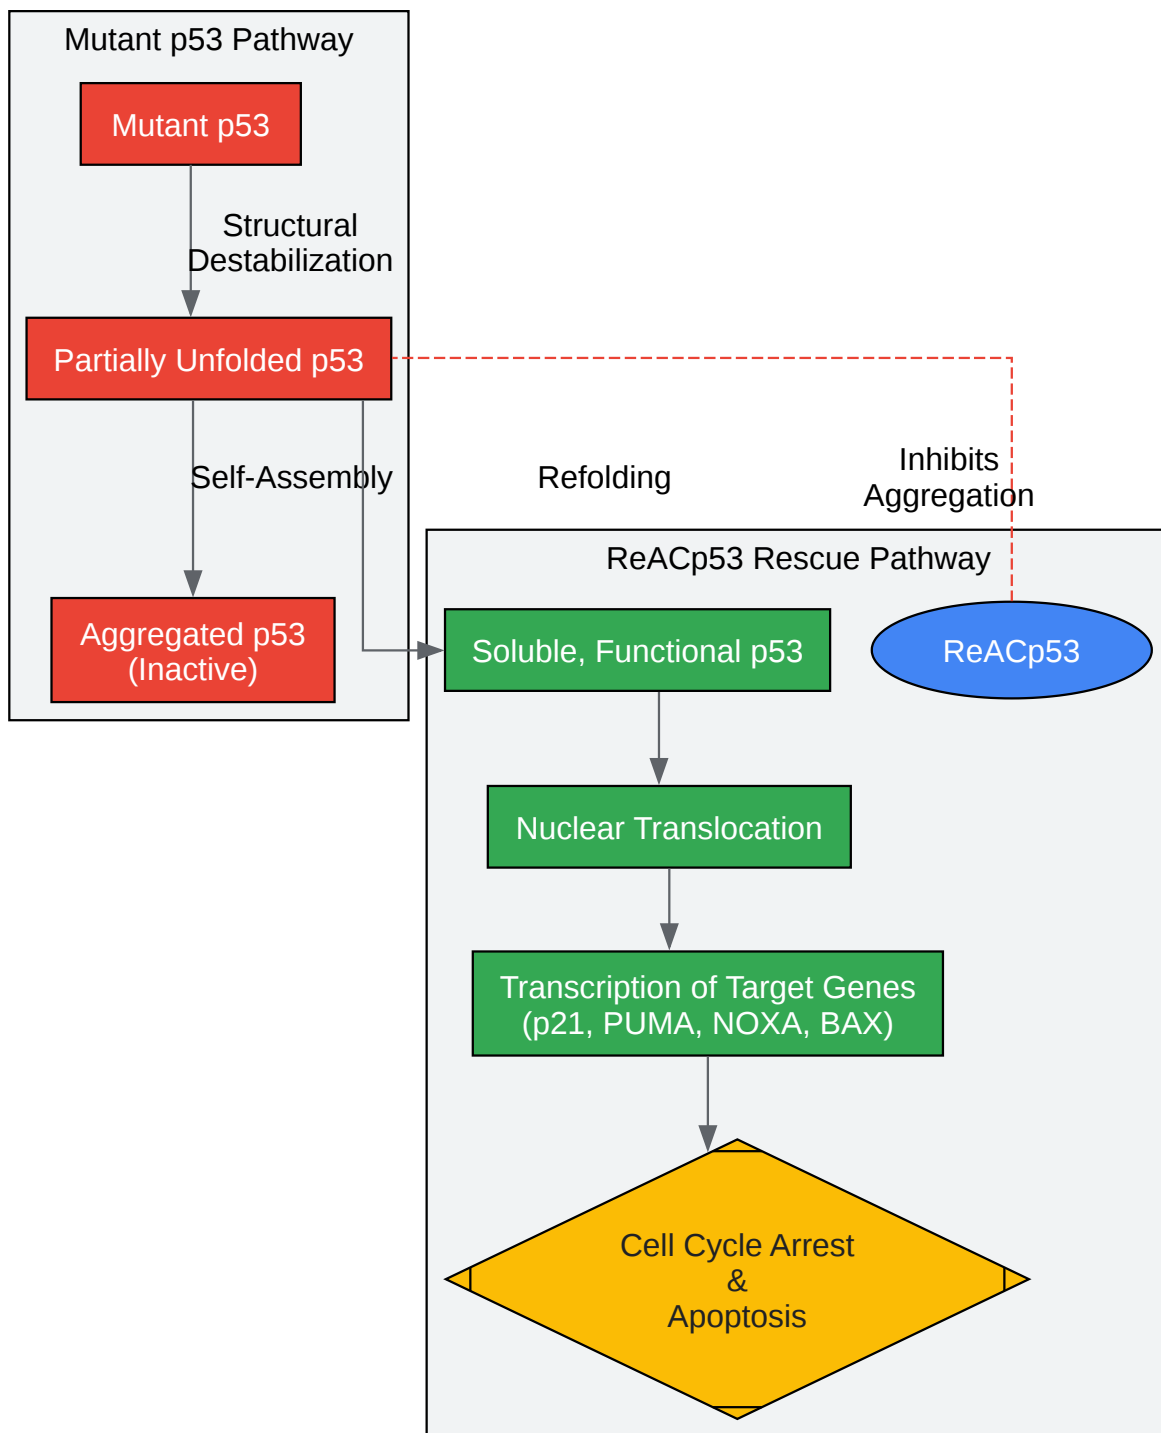 Mutant p53 Pathway
Mutant p53
Structural
Destabilization
Partially Unfolded p53
Self-Assembly
Refolding
Inhibits
Aggregation
ReACp53 Rescue Pathway
Aggregated p53
(Inactive)
Soluble, Functional p53
ReACp53
Nuclear Translocation
Transcription of Target Genes
(p21, PUMA, NOXA, BAX)
Cell Cycle Arrest
&
Apoptosis